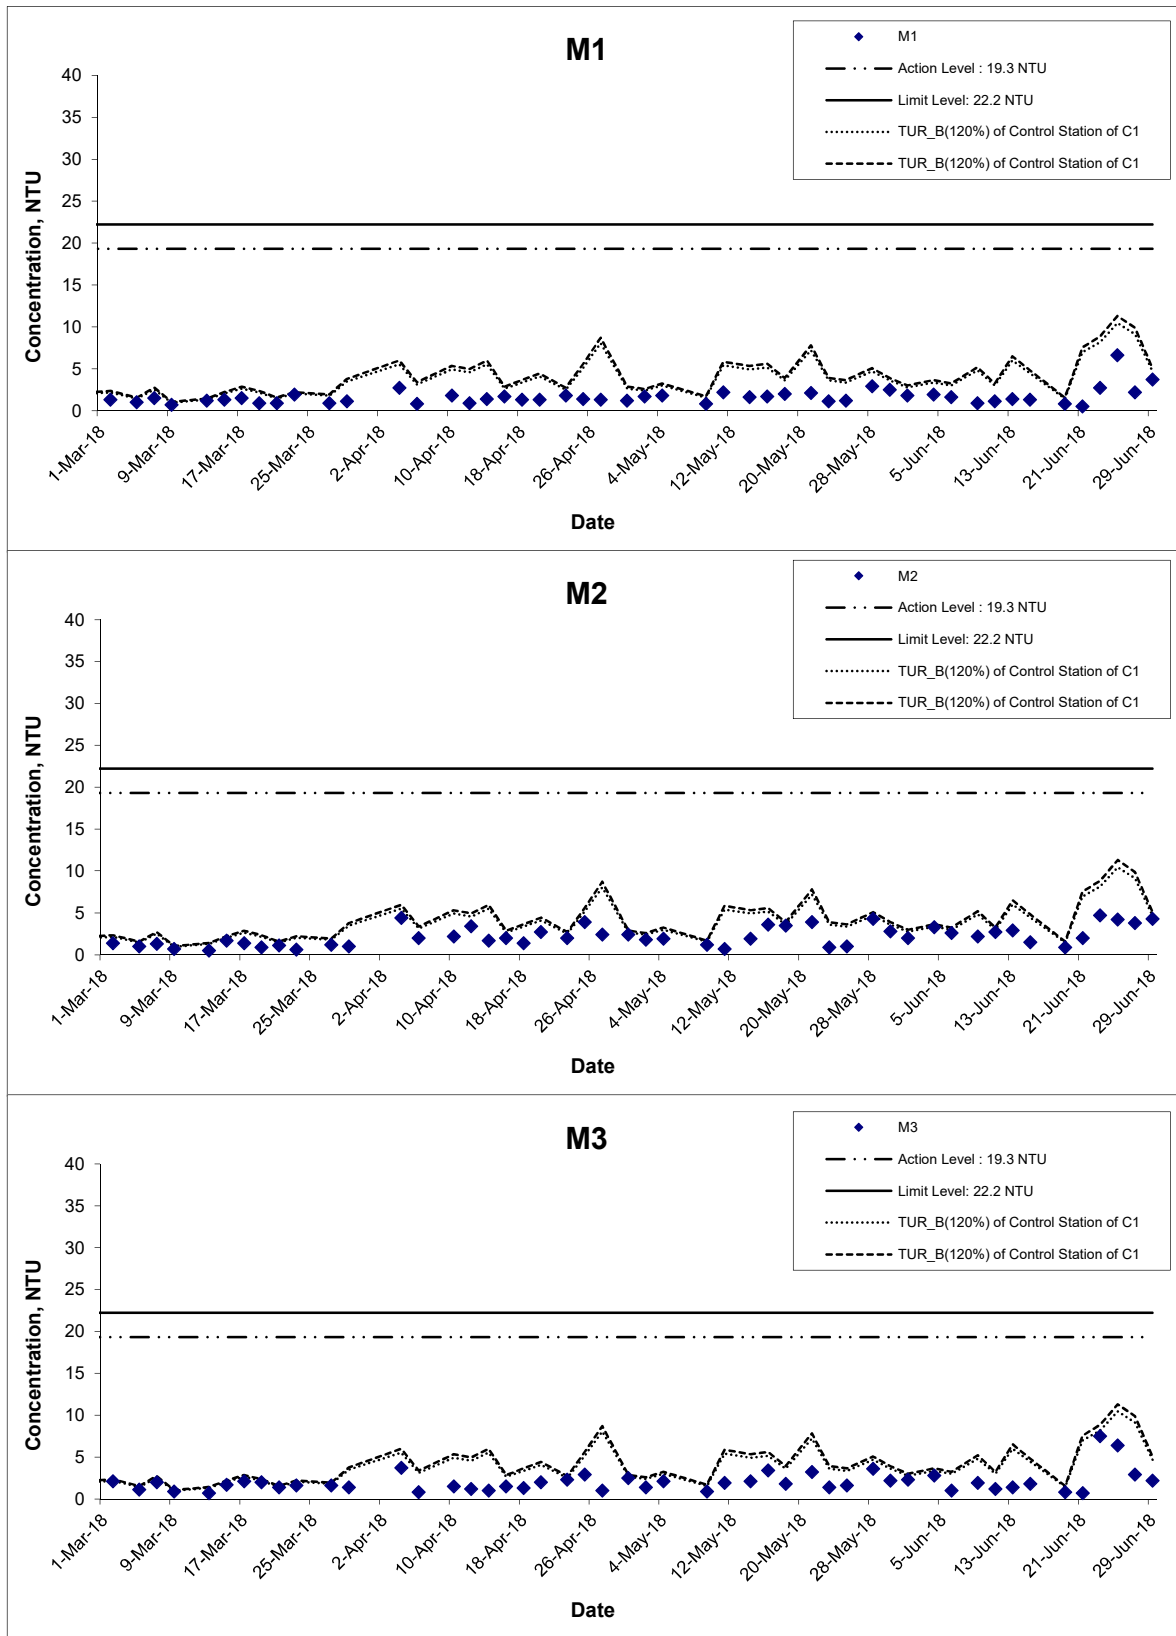 M1
M1
Action Level : 19.3 NTU
Limit Level: 22.2 NTU
TUR_B(120%) of Control Station of C1
TUR_B(120%) of Control Station of C1
Concentration, NTU
40
35
30
25
20
15
10
5
0
1-Mar-18
9-Mar-18
17-Mar-18
25-Mar-18
2-Apr-18
10-Apr-18
18-Apr-18
26-Apr-18
4-May-18
12-May-18
20-May-18
28-May-18
5-Jun-18
13-Jun-18
21-Jun-18
29-Jun-18
Date
M2
M2
Action Level : 19.3 NTU
Limit Level: 22.2 NTU
TUR_B(120%) of Control Station of C1
TUR_B(120%) of Control Station of C1
Concentration, NTU
40
35
30
25
20
15
10
5
0
1-Mar-18
9-Mar-18
17-Mar-18
25-Mar-18
2-Apr-18
10-Apr-18
18-Apr-18
26-Apr-18
4-May-18
12-May-18
20-May-18
28-May-18
5-Jun-18
13-Jun-18
21-Jun-18
29-Jun-18
Date
M3
M3
Action Level : 19.3 NTU
Limit Level: 22.2 NTU
TUR_B(120%) of Control Station of C1
TUR_B(120%) of Control Station of C1
Concentration, NTU
40
35
30
25
20
15
10
5
0
1-Mar-18
9-Mar-18
17-Mar-18
25-Mar-18
2-Apr-18
10-Apr-18
18-Apr-18
26-Apr-18
4-May-18
12-May-18
20-May-18
28-May-18
5-Jun-18
13-Jun-18
21-Jun-18
29-Jun-18
Date